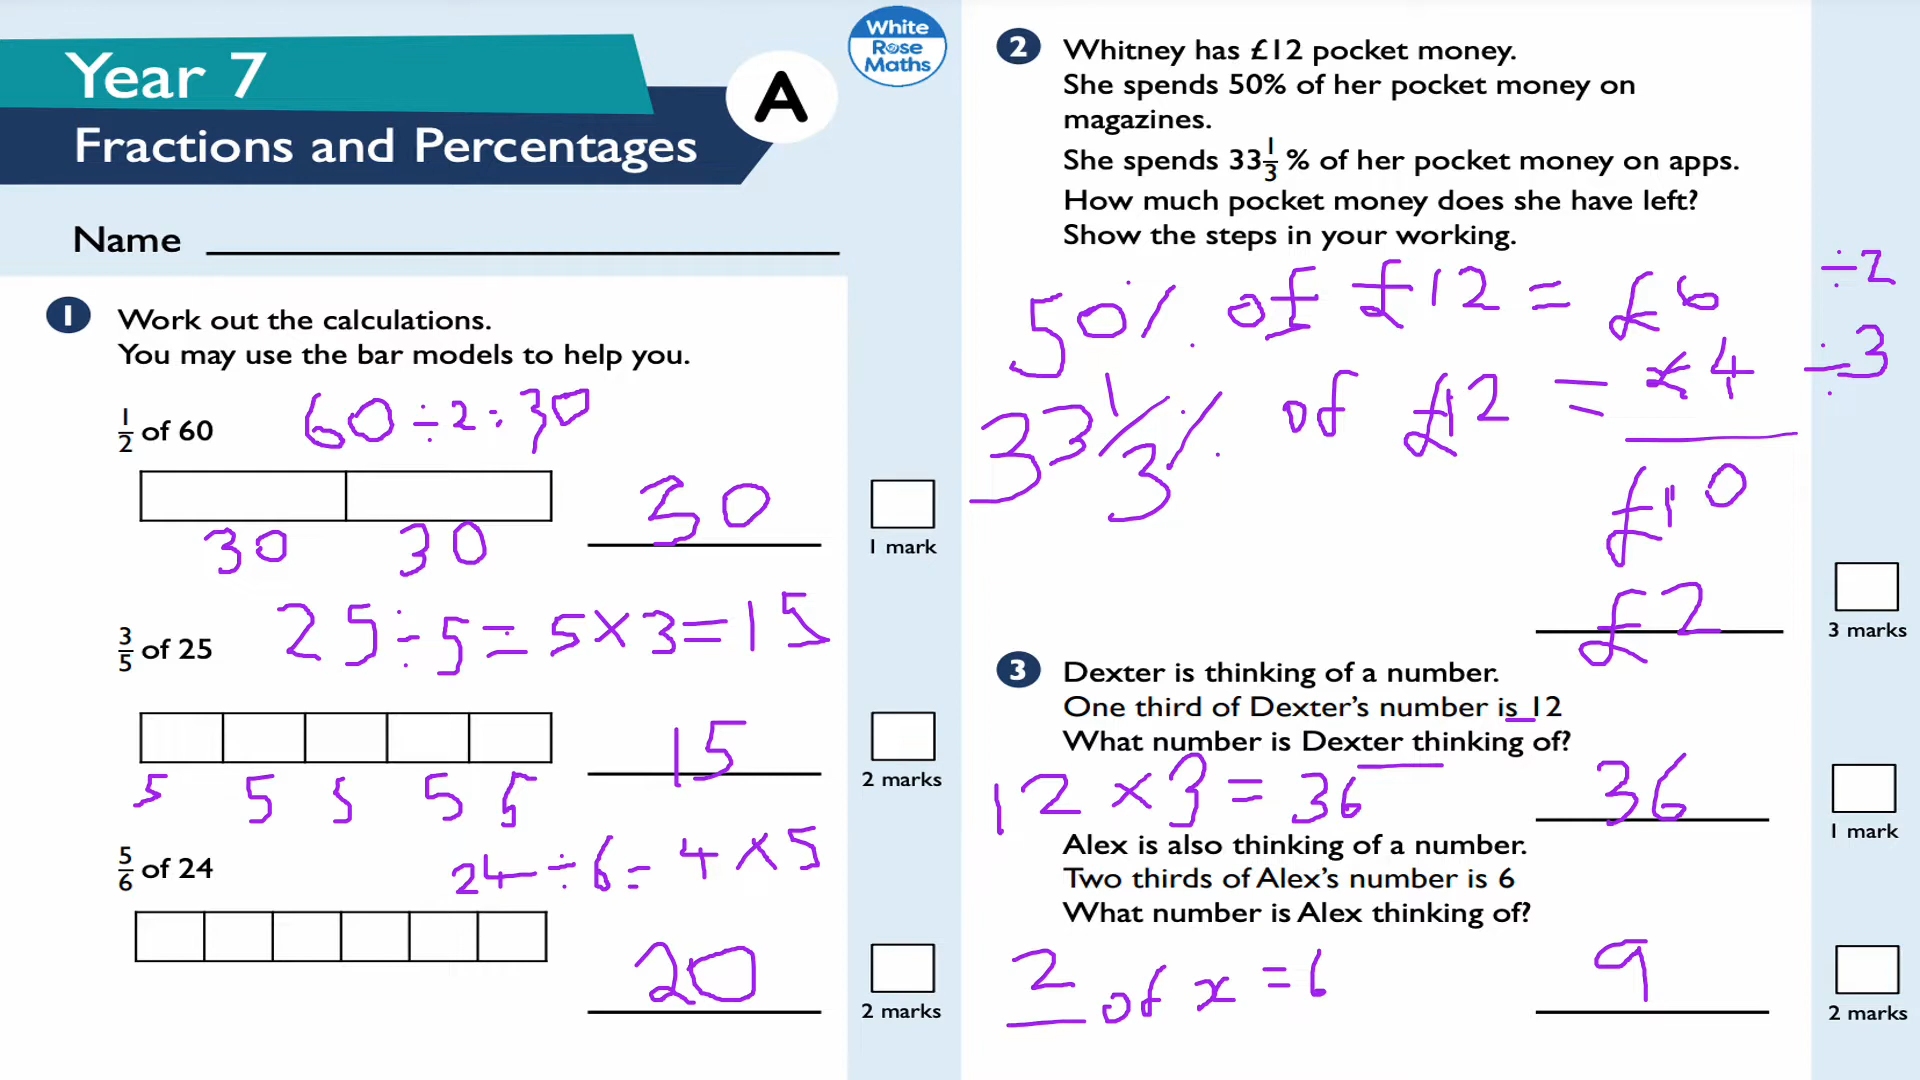 Year 7
Fractions and Percentages
A
White
Rose
Maths
Name
1 Work out the calculations.
You may use the bar models to help you.
1/2 of 60
60 ÷ 2 = 30
30 30
30
1 mark
3/5 of 25
25 ÷ 5 = 5 × 3 = 15
15
5 5 5 5 5
2 marks
5/6 of 24
24 ÷ 6 = 4 × 5
20
2 marks
2 Whitney has £12 pocket money.
She spends 50% of her pocket money on
magazines.
She spends 33 1/3 % of her pocket money on apps.
How much pocket money does she have left?
Show the steps in your working.
50% of £12 = £6 ÷2
33 1/3 % of £12 = £4 ÷3
£10
£2
3 marks
3 Dexter is thinking of a number.
One third of Dexter's number is 12
What number is Dexter thinking of?
12 × 3 = 36
36
1 mark
Alex is also thinking of a number.
Two thirds of Alex's number is 6
What number is Alex thinking of?
2 of x = 6
9
2 marks